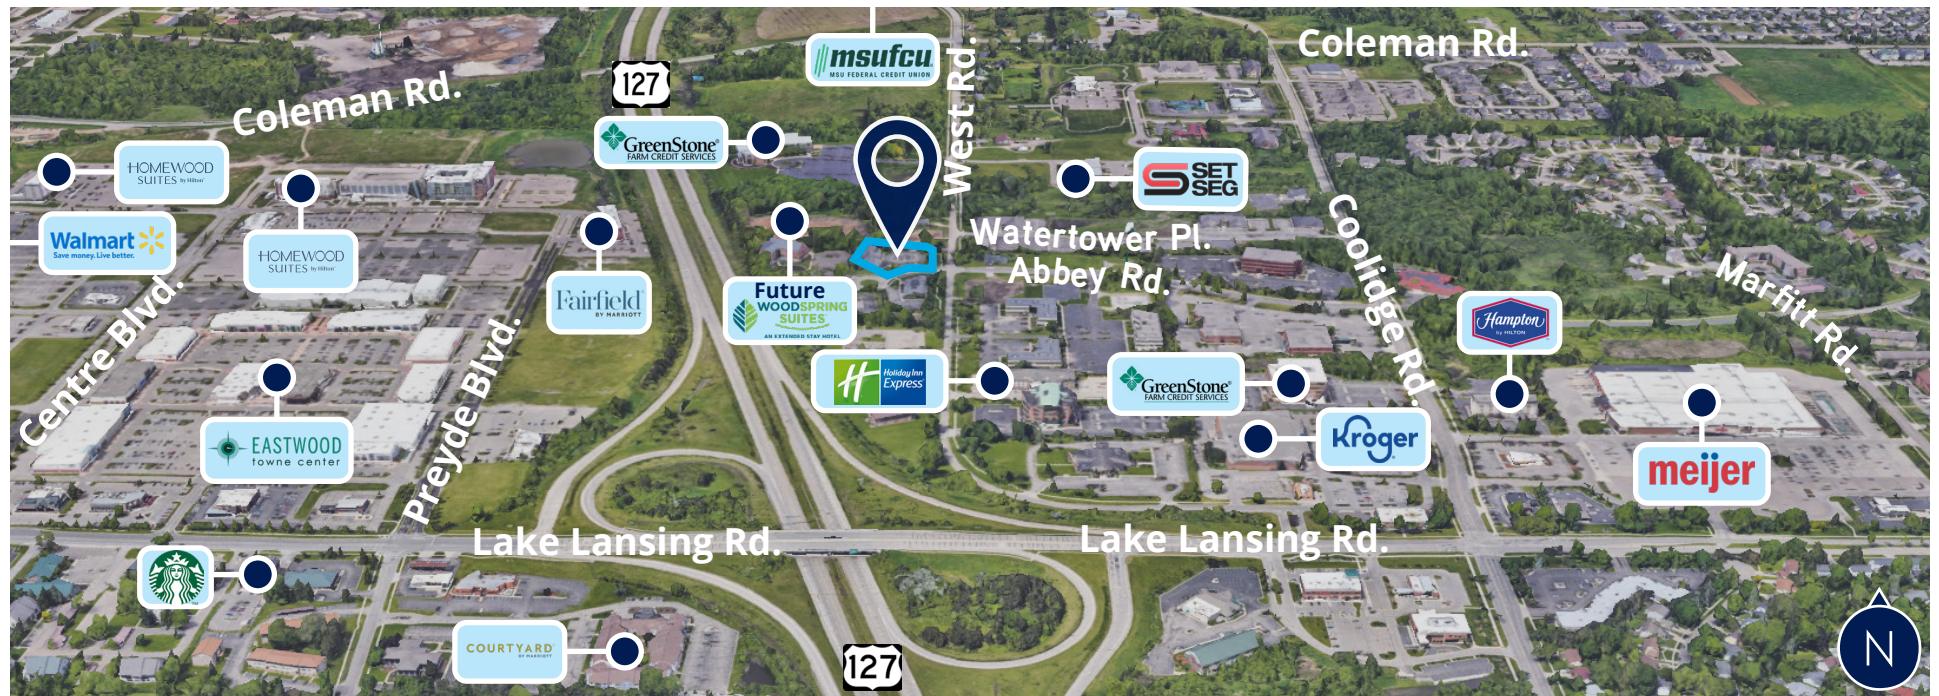 msufcu
MSU FEDERAL CREDIT UNION
Coleman Rd.
127
Coleman Rd.
West Rd.
GreenStone
FARM CREDIT SERVICES
HOMEWOOD
SUITES by Hilton
SET
SEG
Walmart
Save money. Live better.
HOMEWOOD
SUITES by Hilton
Watertower Pl.
Abbey Rd.
Coolidge Rd.
Marfitt Rd.
Fairfield
BY MARRIOTT
Future
WOODSPRING
SUITES
AN EXTENDED STAY HOTEL
Hampton
by HILTON
Centre Blvd.
Preyde Blvd.
H
Holiday Inn
Express
GreenStone
FARM CREDIT SERVICES
EASTWOOD
towne center
Kroger
meijer
Lake Lansing Rd.
Lake Lansing Rd.
COURTYARD
BY MARRIOTT
127
N